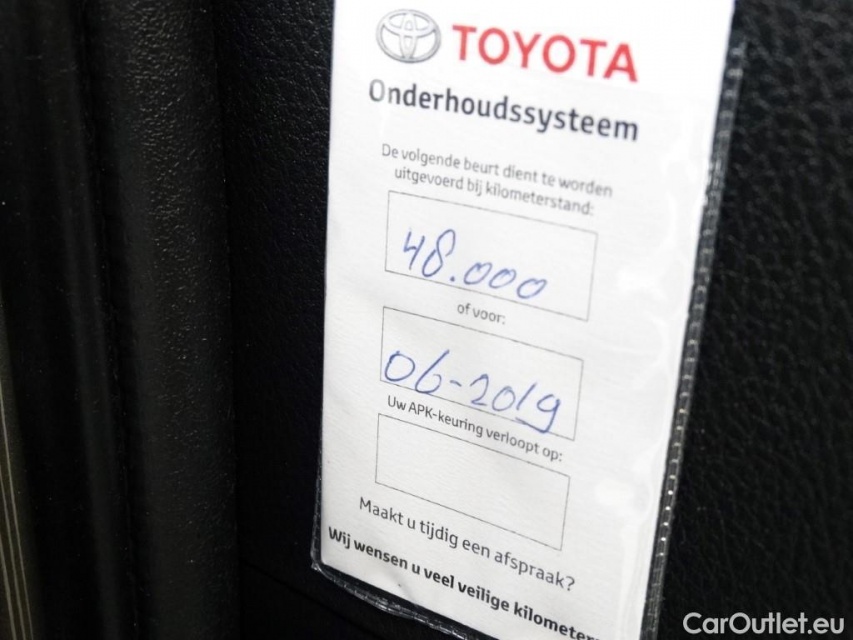 TOYOTA
Onderhoudssysteem
De volgende beurt dient te worden
uitgevoerd bij kilometerstand:
48.000
of voor:
06-2019
Uw APK-keuring verloopt op:
Maakt u tijdig een afspraak?
Wij wensen u veel veilige kilometer
CarOutlet.eu